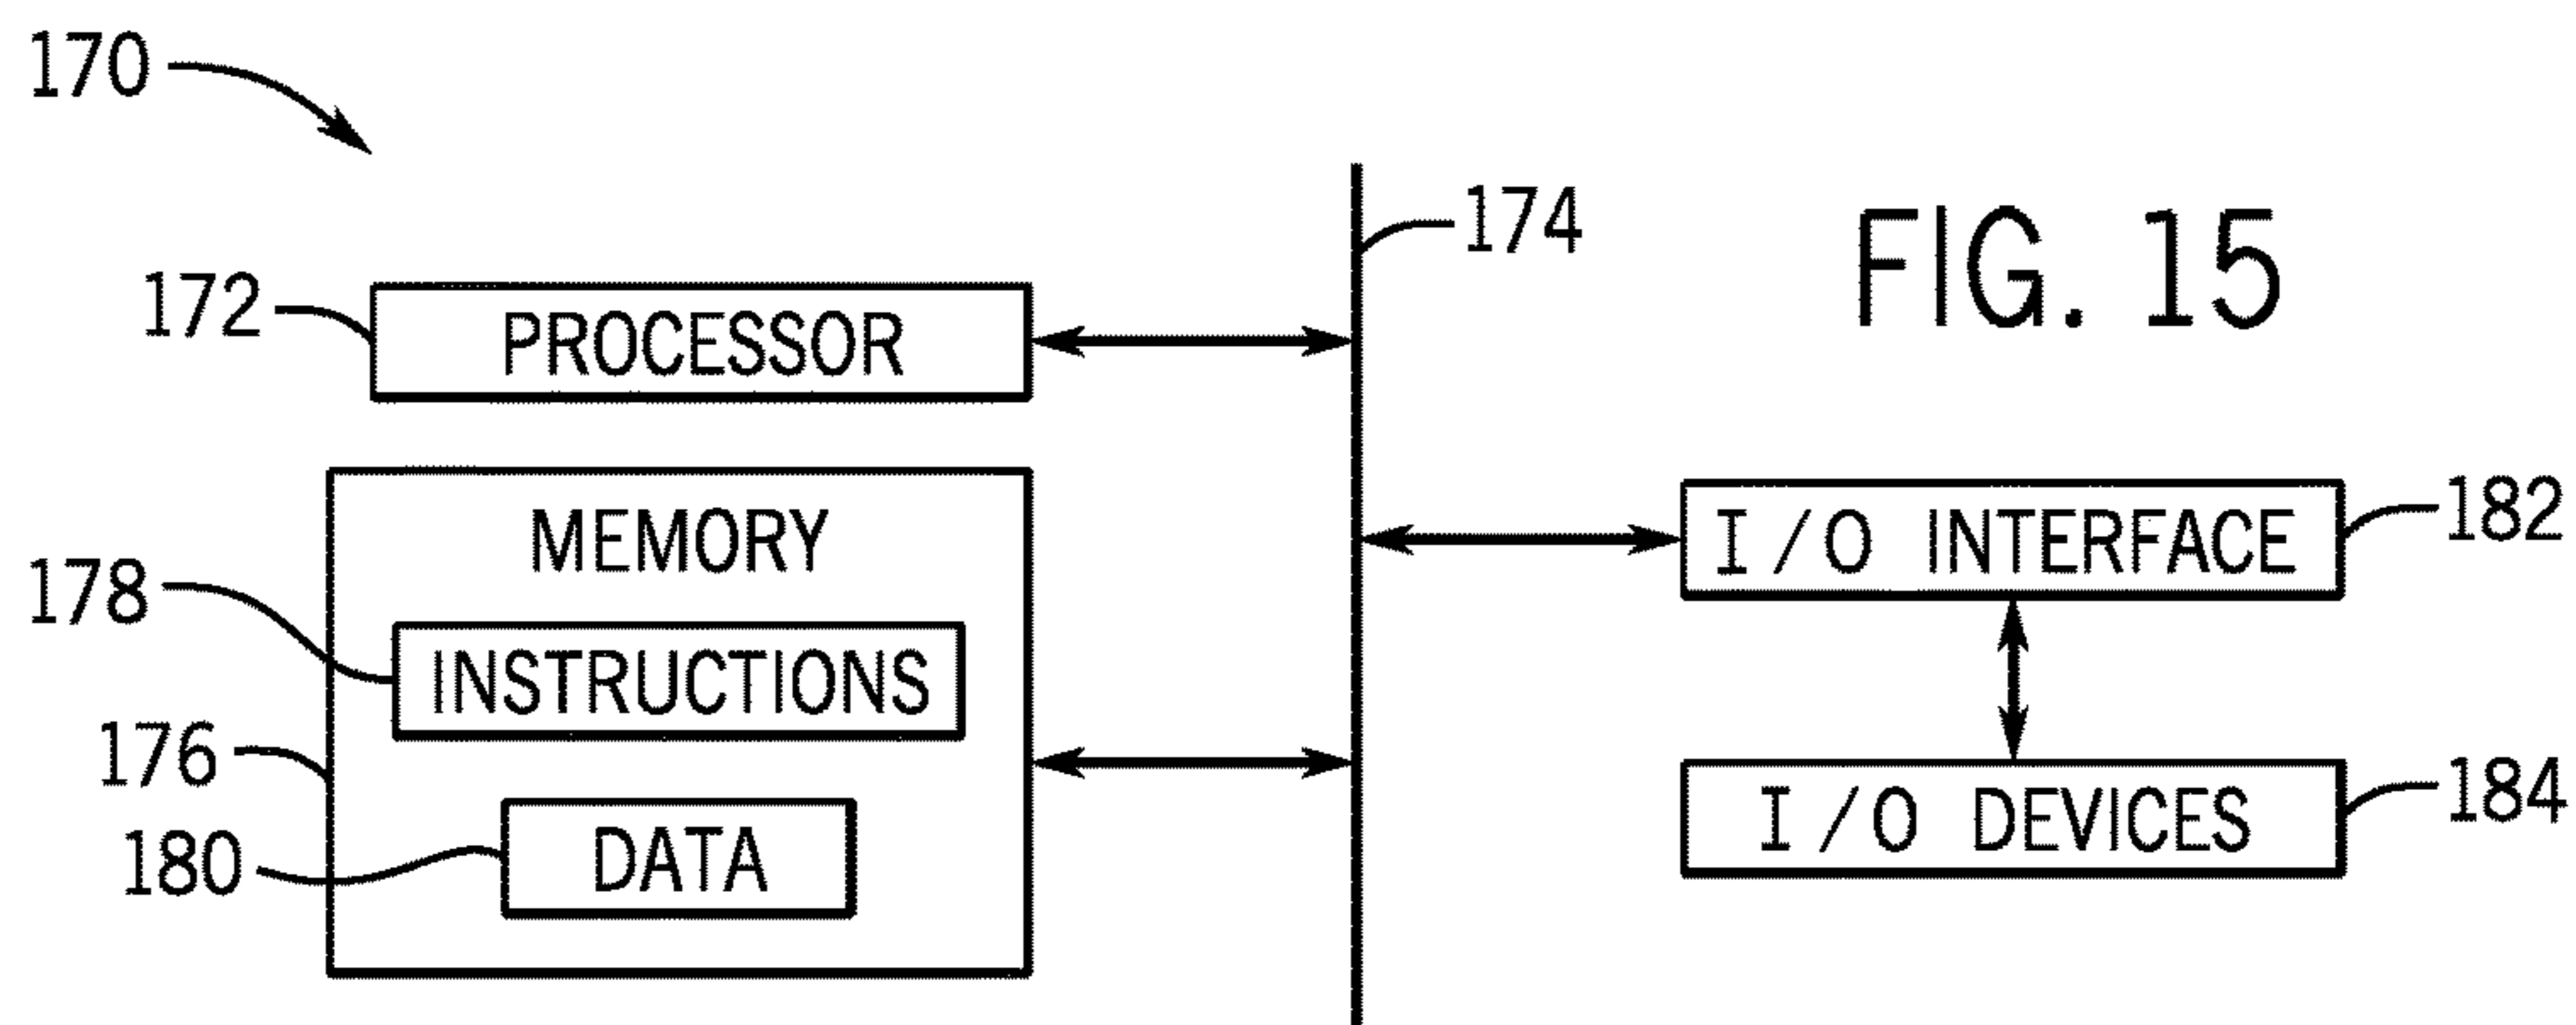 170
174
FIG. 15
172
PROCESSOR
MEMORY
I/O INTERFACE
182
178
INSTRUCTIONS
176
I/O DEVICES
184
180
DATA